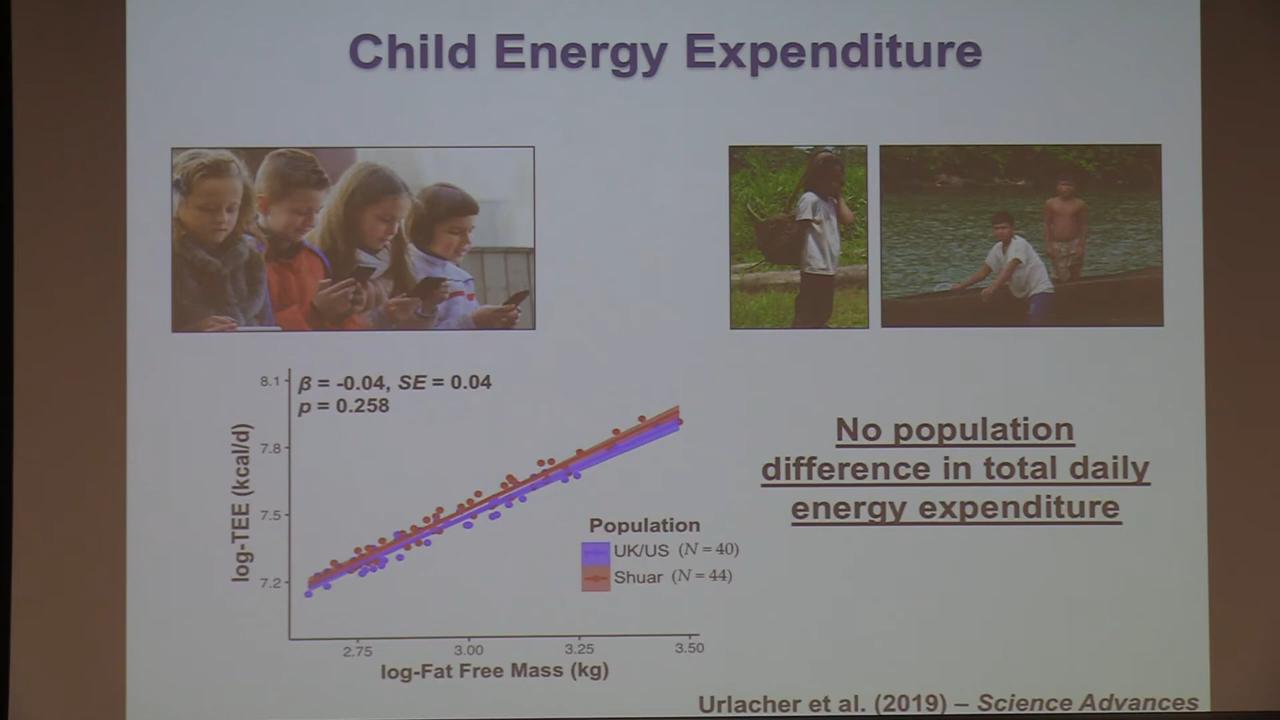 Child Energy Expenditure
β = -0.04, SE = 0.04
p = 0.258
8.1
7.8
7.5
7.2
log-TEE (kcal/d)
2.75
3.00
3.25
3.50
log-Fat Free Mass (kg)
Population
UK/US (N = 40)
Shuar (N = 44)
No population
difference in total daily
energy expenditure
Urlacher et al. (2019) – Science Advances